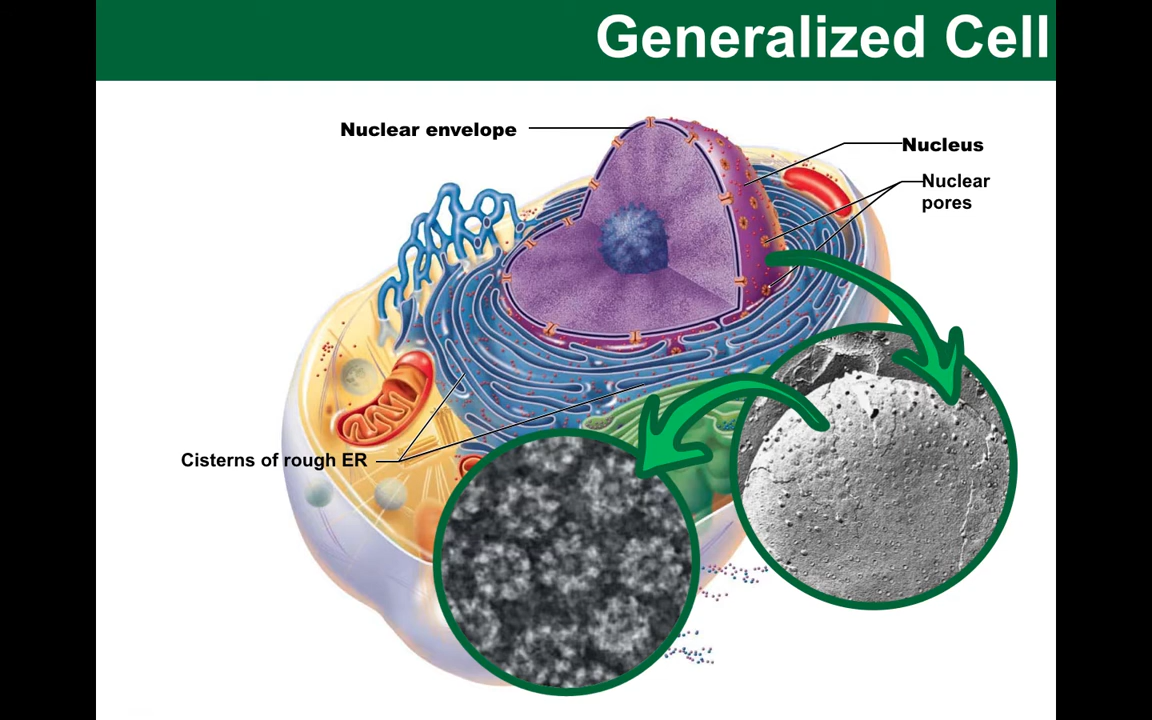 Generalized Cell
Nuclear envelope
Nucleus
Nuclear
pores
Cisterns of rough ER